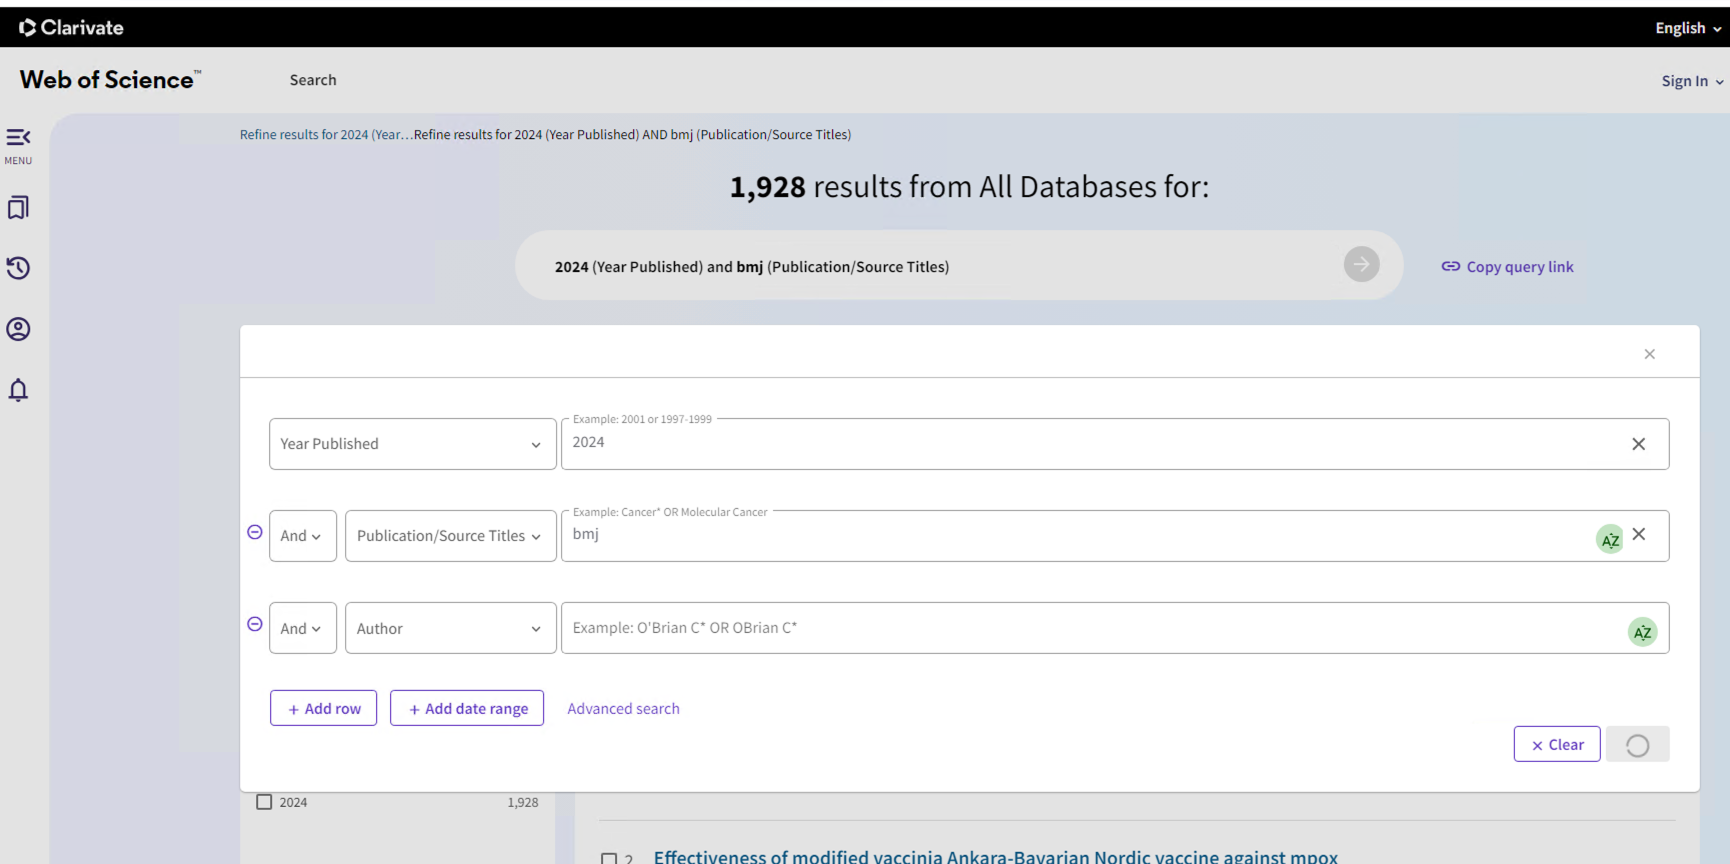 Clarivate
English
Web of Science™
Search
Sign In
MENU
Refine results for 2024 (Year...Refine results for 2024 (Year Published) AND bmj (Publication/Source Titles)
1,928 results from All Databases for:
2024 (Year Published) and bmj (Publication/Source Titles)
Copy query link
Year Published
Example: 2001 or 1997-1999
2024
And
Publication/Source Titles
Example: Cancer* OR Molecular Cancer
bmj
AZ
And
Author
Example: O'Brian C* OR OBrian C*
AZ
+ Add row
+ Add date range
Advanced search
× Clear
2024
1,928
2
Effectiveness of modified vaccinia Ankara-Bavarian Nordic vaccine against mpox